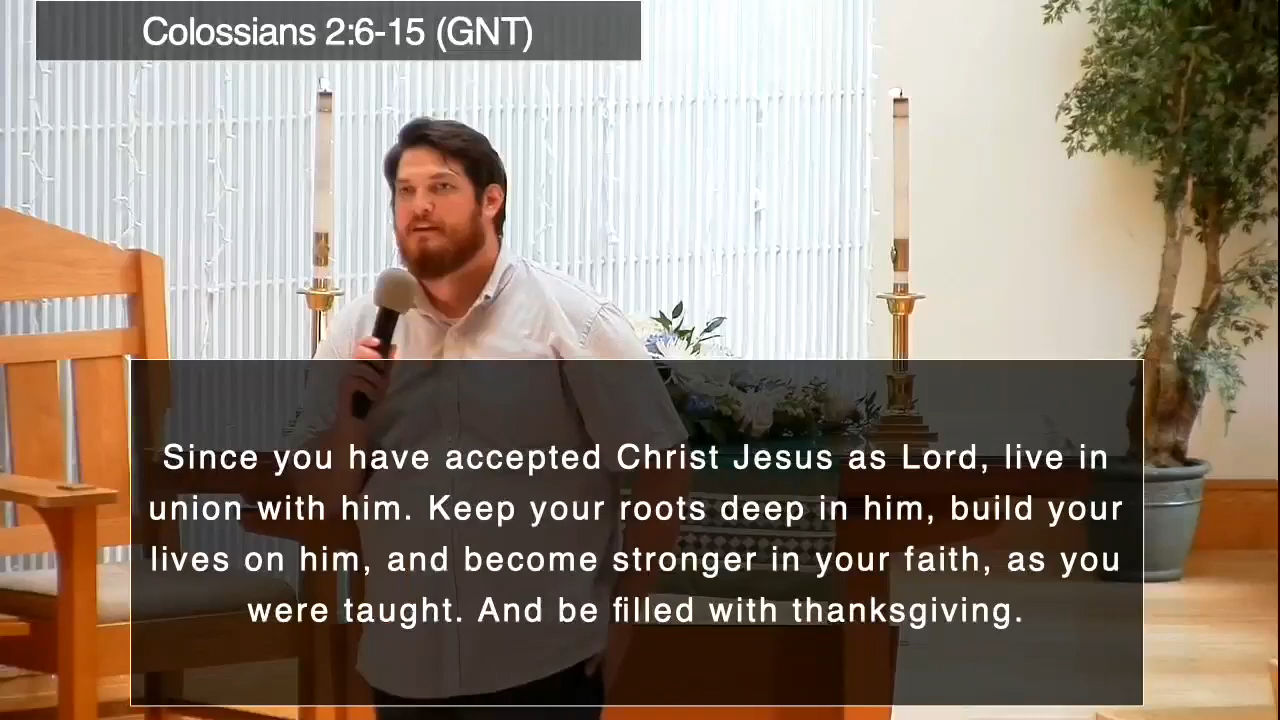 Colossians 2:6-15 (GNT)
Since you have accepted Christ Jesus as Lord, live in
union with him. Keep your roots deep in him, build your
lives on him, and become stronger in your faith, as you
were taught. And be filled with thanksgiving.